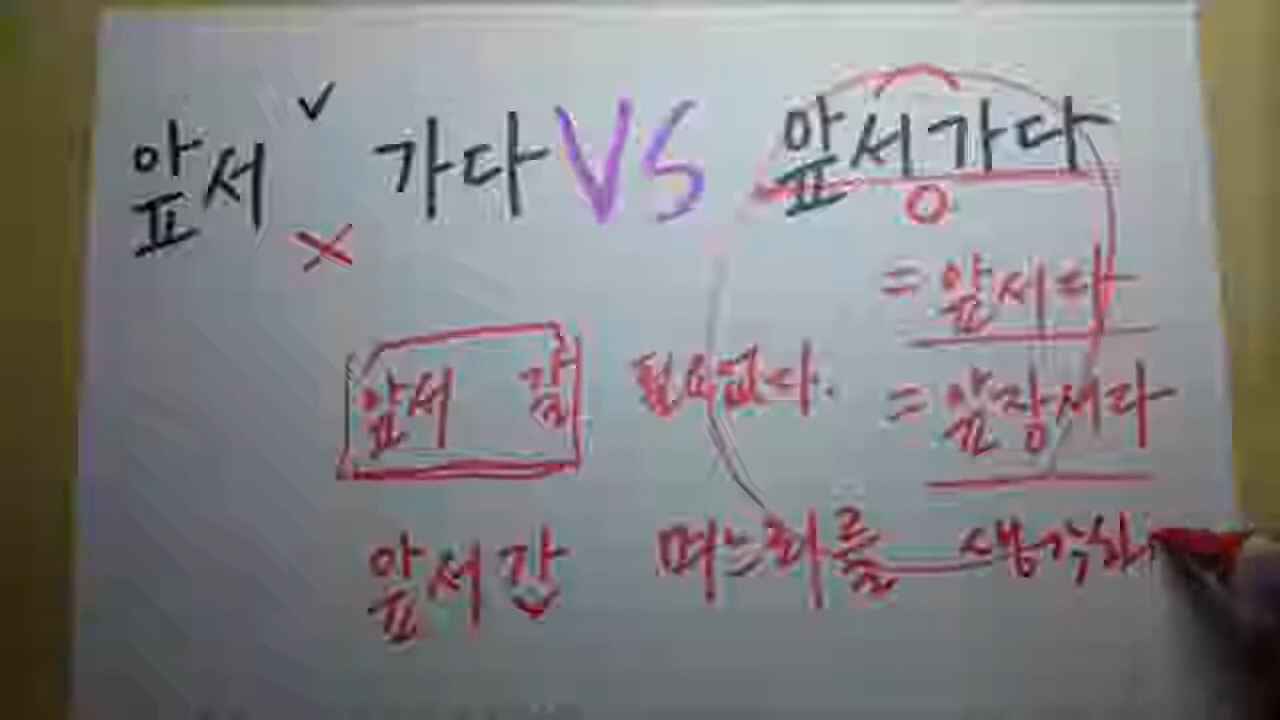 앞서 ✓ 가다 VS 앞서가다
× ○
= 앞서다
앞서 갈 필요없다. = 앞장서다
앞서간 며느리를 생각하